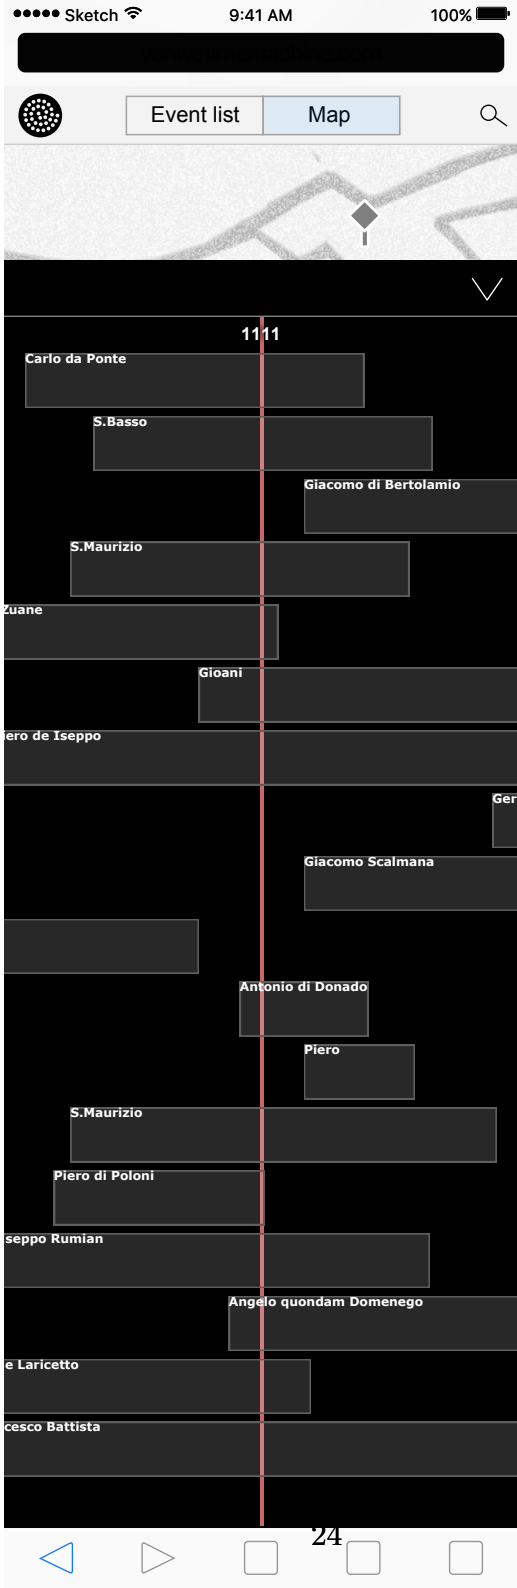 Sketch 9:41 AM 100%
Event list Map
1111
Carlo da Ponte
S.Basso
Giacomo di Bertolamio
S.Maurizio
Zuane
Gioani
iero de Iseppo
Ger
Giacomo Scalmana
Antonio di Donado
Piero
S.Maurizio
Piero di Poloni
seppo Rumian
Angelo quondam Domenego
e Laricetto
cesco Battista
24